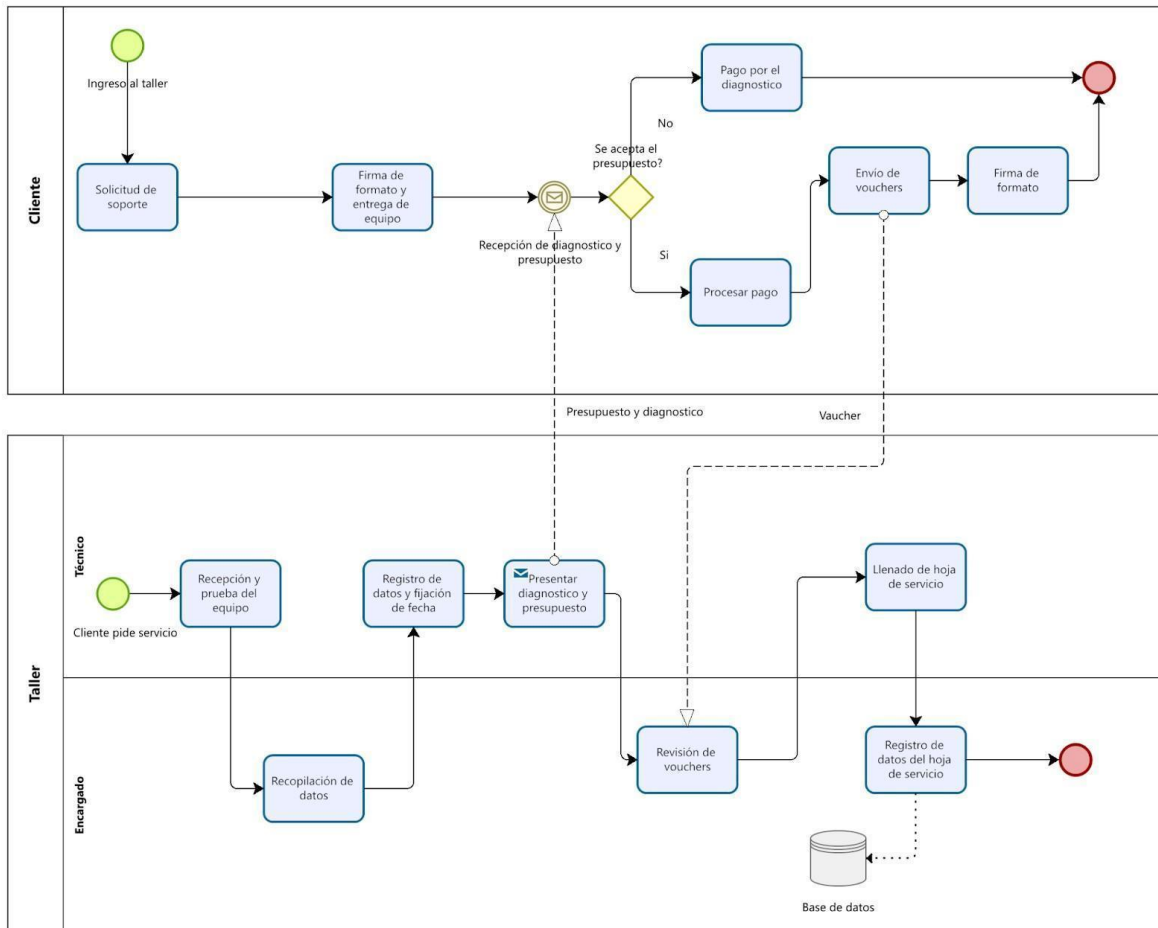 Cliente
Ingreso al taller
Solicitud de
soporte
Firma de
formato y
entrega de
equipo
Recepción de diagnostico y
presupuesto
Se acepta el
presupuesto?
No
Si
Pago por el
diagnostico
Procesar pago
Envío de
vouchers
Firma de
formato
Presupuesto y diagnostico
Vaucher
Taller
Técnico
Cliente pide servicio
Recepción y
prueba del
equipo
Registro de
datos y fijación
de fecha
Presentar
diagnostico y
presupuesto
Llenado de hoja
de servicio
Encargado
Recopilación de
datos
Revisión de
vouchers
Registro de
datos del hoja
de servicio
Base de datos